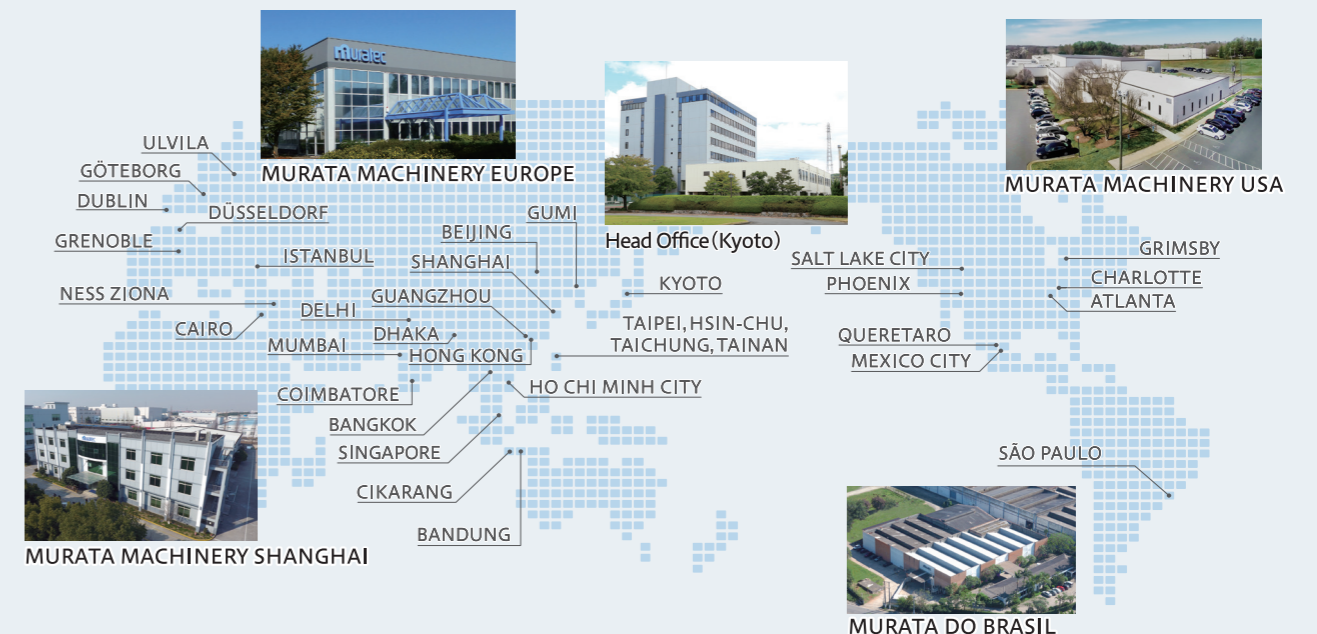 muratec
MURATA MACHINERY EUROPE
Head Office (Kyoto)
MURATA MACHINERY USA
ULVILA
GÖTEBORG
DUBLIN
DÜSSELDORF
GRENOBLE
ISTANBUL
NESS ZIONA
CAIRO
DELHI
MUMBAI
DHAKA
COIMBATORE
GUMI
BEIJING
SHANGHAI
GUANGZHOU
HONG KONG
KYOTO
TAIPEI, HSIN-CHU,
TAICHUNG, TAINAN
HO CHI MINH CITY
BANGKOK
SINGAPORE
CIKARANG
BANDUNG
SALT LAKE CITY
PHOENIX
GRIMSBY
CHARLOTTE
ATLANTA
QUERETARO
MEXICO CITY
SÃO PAULO
muratec
MURATA MACHINERY SHANGHAI
MURATA DO BRASIL